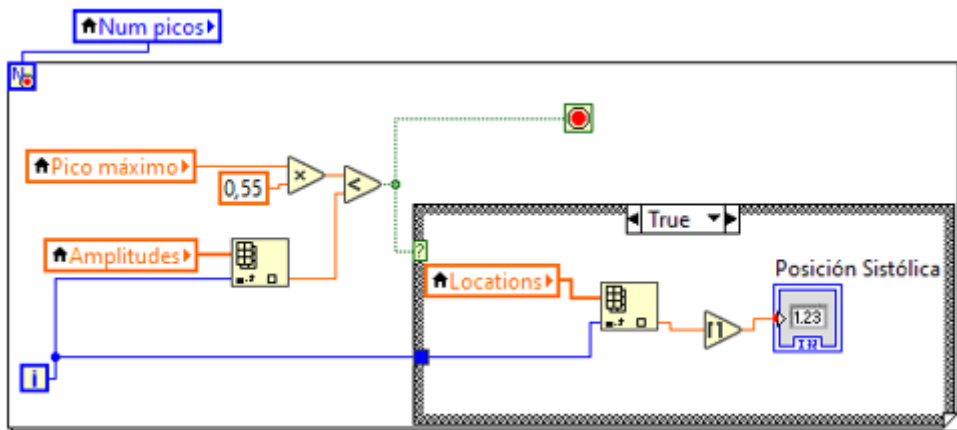 Num picos
N
Pico máximo
0,55
×
<
Amplitudes
i
True
?
Locations
Posición Sistólica
1.23
I32